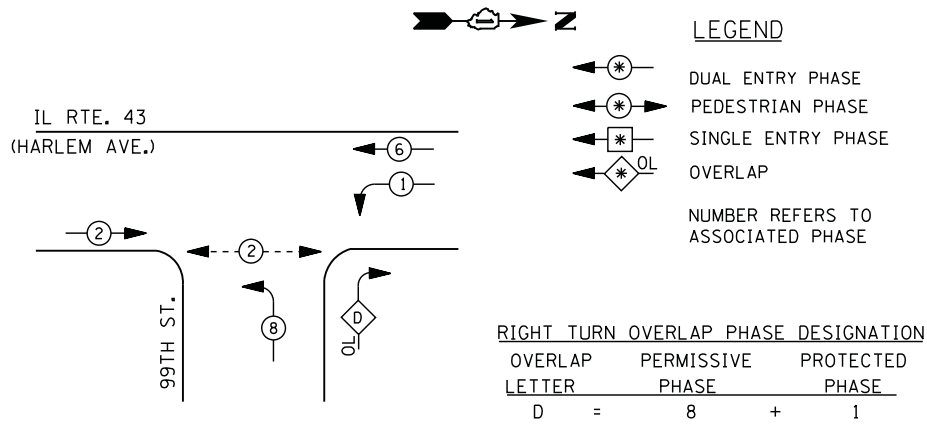 N
LEGEND
* DUAL ENTRY PHASE
* PEDESTRIAN PHASE
* SINGLE ENTRY PHASE
* OL OVERLAP
NUMBER REFERS TO
ASSOCIATED PHASE
IL RTE. 43
(HARLEM AVE.)
6
1
2
2
8
D
OL
99TH ST.
RIGHT TURN OVERLAP PHASE DESIGNATION
OVERLAP PERMISSIVE PROTECTED
LETTER PHASE PHASE
D = 8 + 1